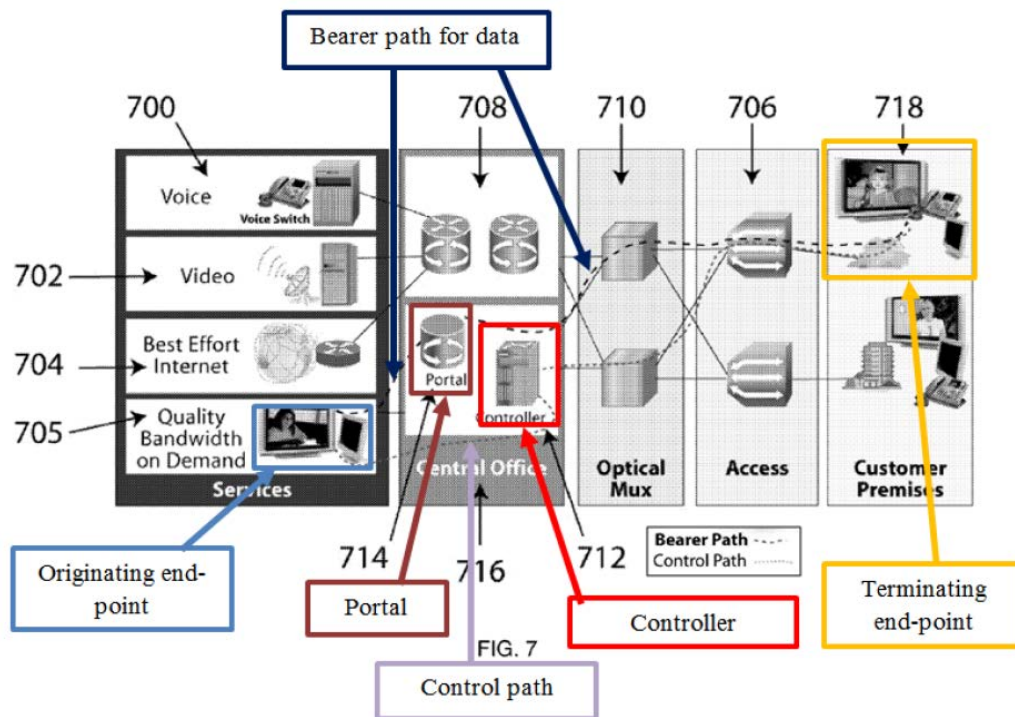 Bearer path for data
700
708
710
706
718
Voice
Voice Switch
702
Video
704
Best Effort
Internet
Portal
Controller
705
Quality
Bandwidth
on Demand
Services
Central Office
Optical
Mux
Access
Customer
Premises
714
716
712
Bearer Path
Control Path
Originating end-
point
Portal
Controller
Terminating
end-point
FIG. 7
Control path